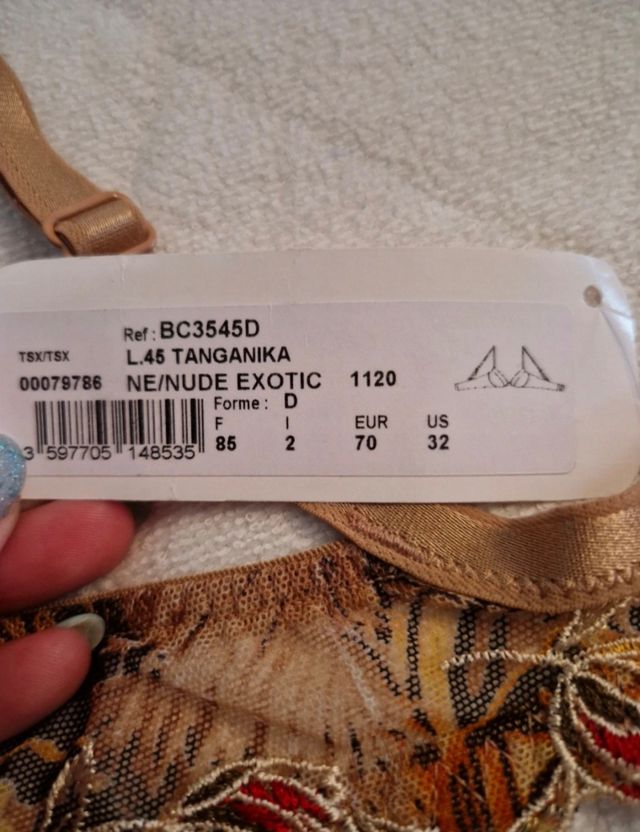 Ref : BC3545D
TSX/TSX L.45 TANGANIKA
00079786 NE/NUDE EXOTIC 1120
Forme : D
F I EUR US
85 2 70 32
3 597705 148535